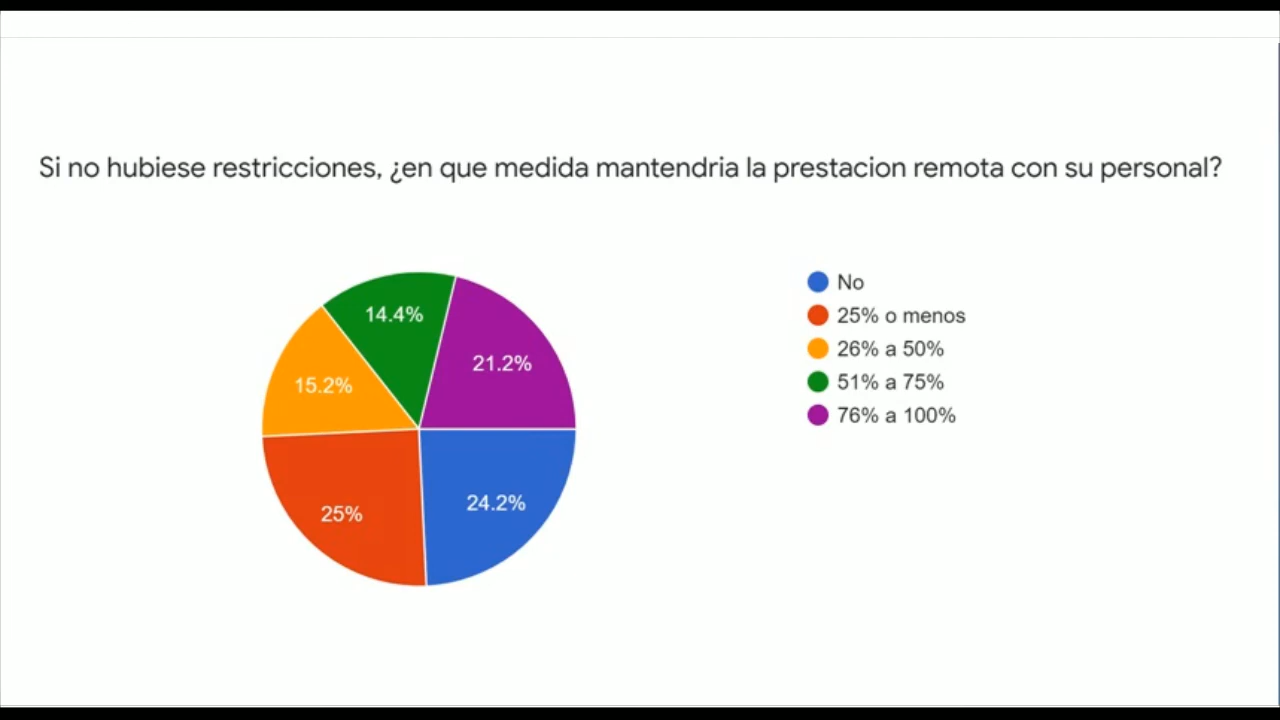 Si no hubiese restricciones, ¿en que medida mantendria la prestacion remota con su personal?
No
25% o menos
26% a 50%
51% a 75%
76% a 100%
14.4%
21.2%
15.2%
24.2%
25%